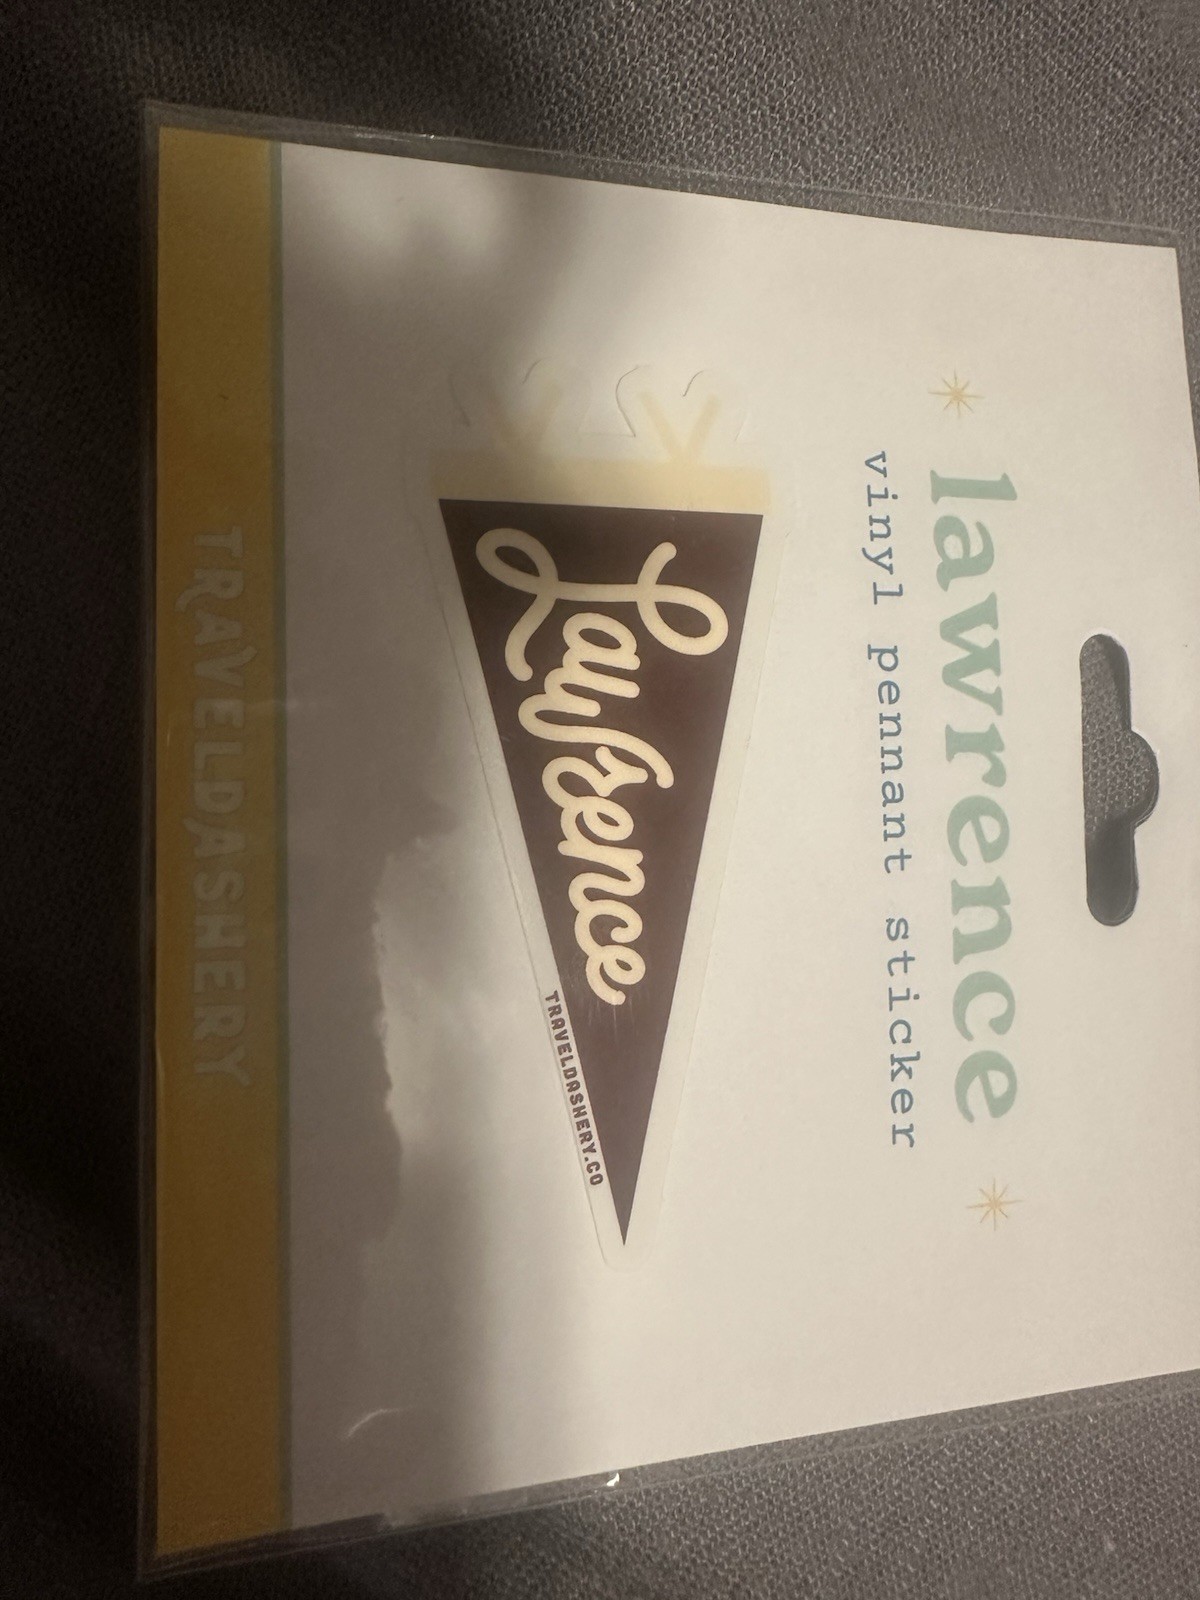 lawrence
vinyl pennant sticker
Lawrence
TRAVELDASHERY.CO
TRAVELDASHERY